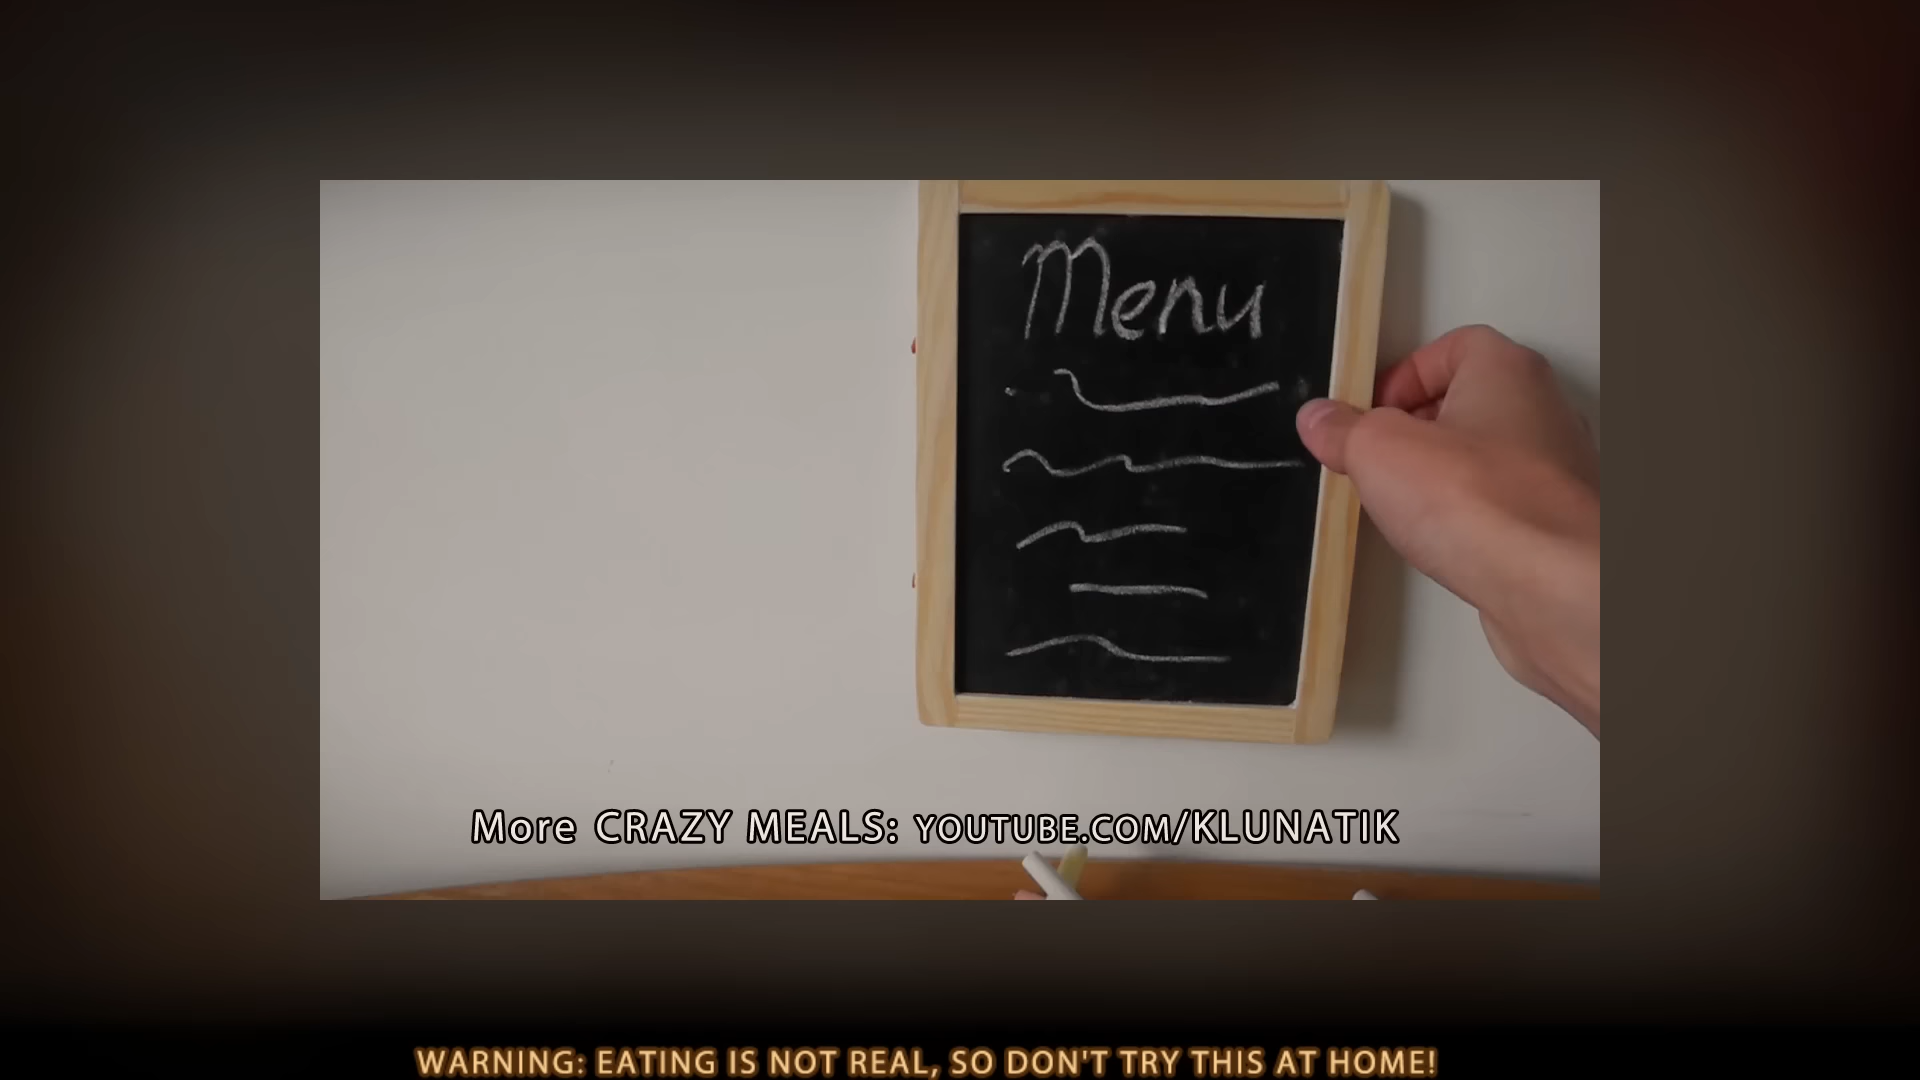 Menu
More CRAZY MEALS: YOUTUBE.COM/KLUNATIK
WARNING: EATING IS NOT REAL, SO DON'T TRY THIS AT HOME!